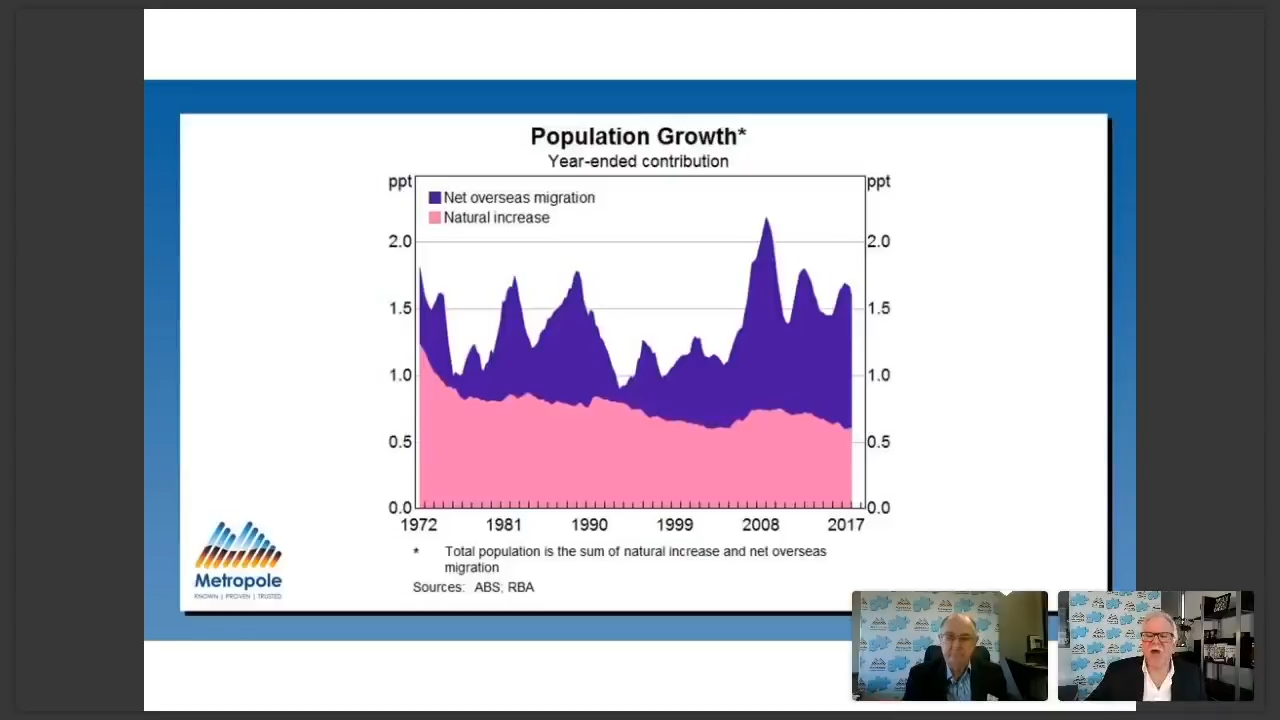 Population Growth*
Year-ended contribution
ppt
ppt
Net overseas migration
Natural increase
2.0
2.0
1.5
1.5
1.0
1.0
0.5
0.5
0.0
0.0
1972 1981 1990 1999 2008 2017
* Total population is the sum of natural increase and net overseas
migration
Sources: ABS; RBA
Metropole
KNOWN | PROVEN | TRUSTED